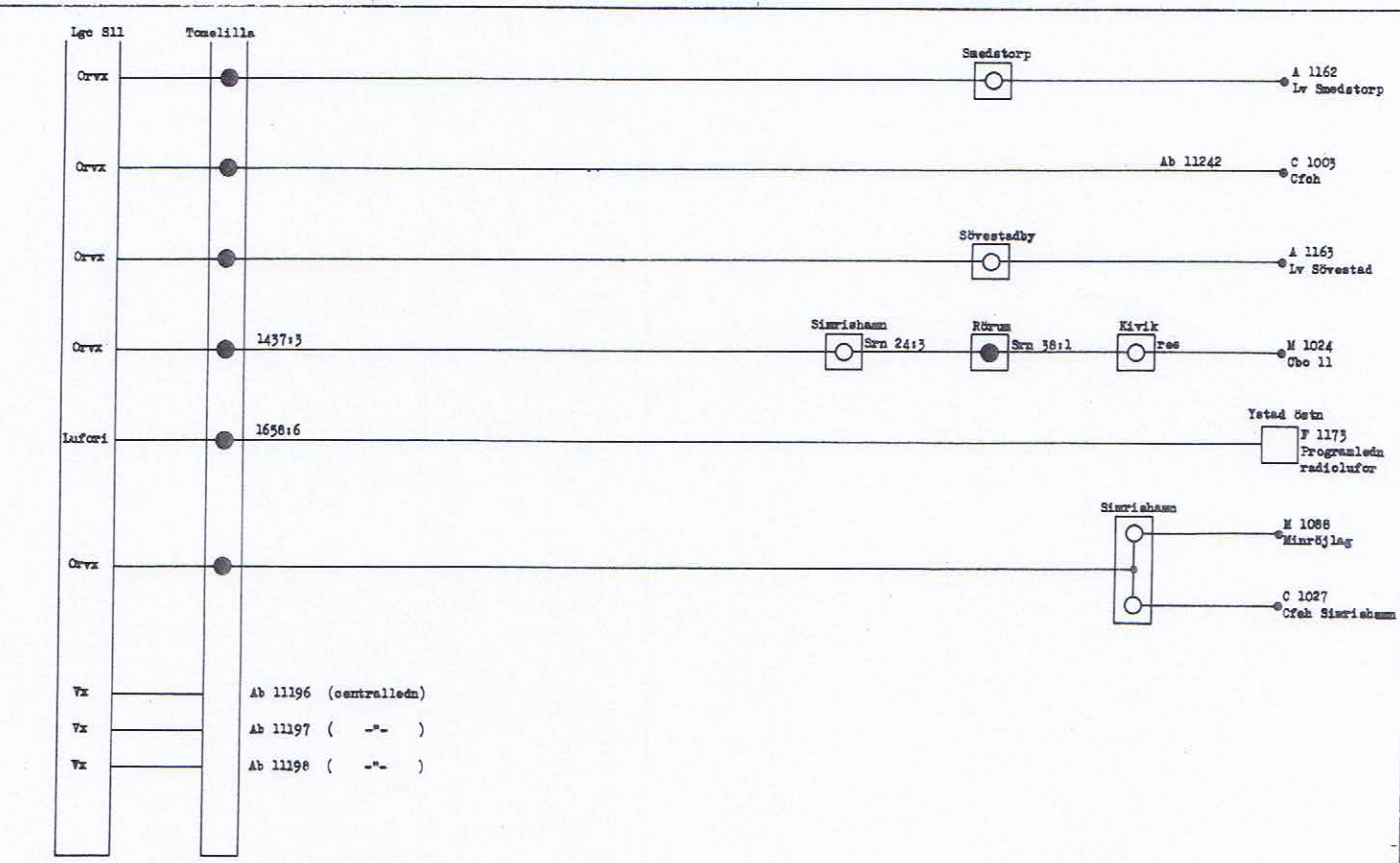 Lgc S11 Tomelilla
Smedstorp
Orvx
A 1162
Lv Smedstorp
Orvx
Ab 11242
C 1003
Cfch
Sövestadby
Orvx
A 1163
Lv Sövestad
Simrishamn Rörum Kivik
Orvx 1437:3 Srn 24:3 Srn 38:1 res
M 1024
Cbo 11
Ystad östn
Lufori 1658:6
F 1173
Programledn
radiolufor
Simrishamn
M 1088
Minröjlag
Orvx
C 1027
Cfch Simrishamn
Vx Ab 11196 (centralledn)
Vx Ab 11197 ( -"- )
Vx Ab 11198 ( -"- )